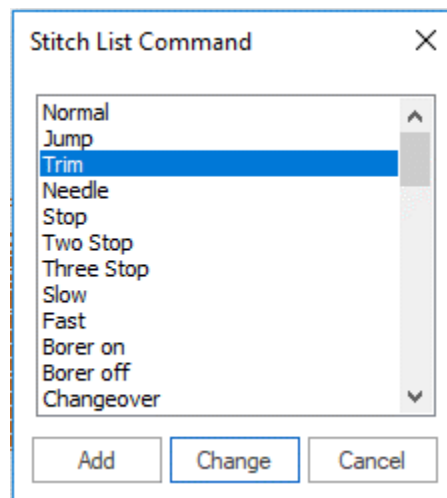 Stitch List Command
Normal
Jump
Trim
Needle
Stop
Two Stop
Three Stop
Slow
Fast
Borer on
Borer off
Changeover
Add Change Cancel